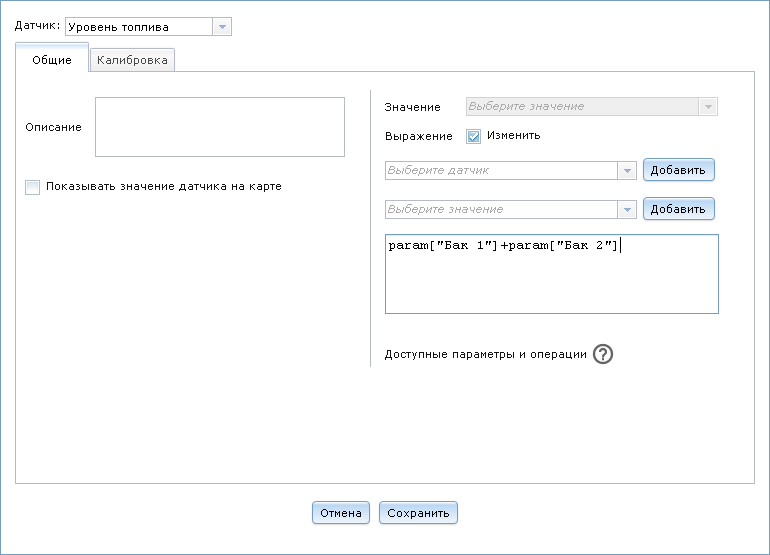 Датчик: Уровень топлива
Общие Калибровка
Описание
Показывать значение датчика на карте
Значение Выберите значение
Выражение Изменить
Выберите датчик Добавить
Выберите значение Добавить
param["Бак 1"]+param["Бак 2"]
Доступные параметры и операции ?
Отмена Сохранить